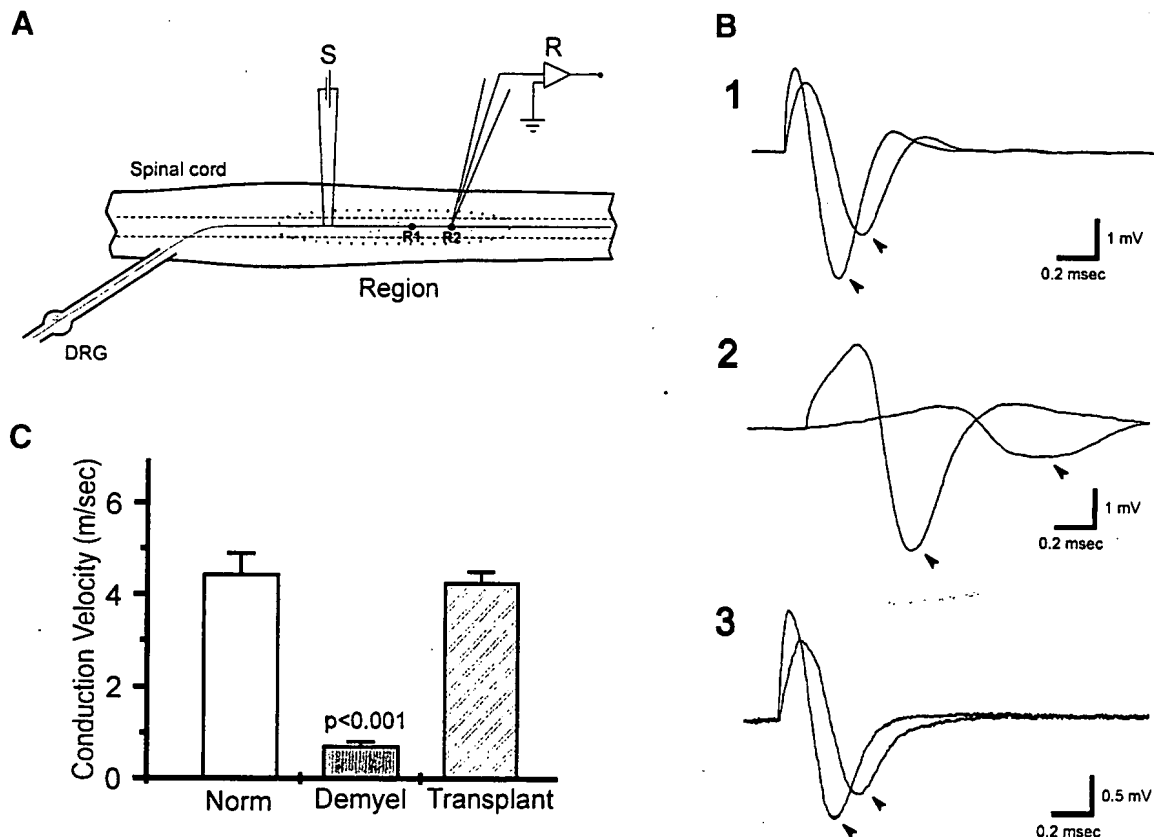 A
S
R
Spinal cord
R1
R2
Region
DRG
B
1
1 mV
0.2 msec
2
1 mV
0.2 msec
3
0.5 mV
0.2 msec
C
Conduction Velocity (m/sec)
6
4
2
0
p<0.001
Norm
Demyel
Transplant